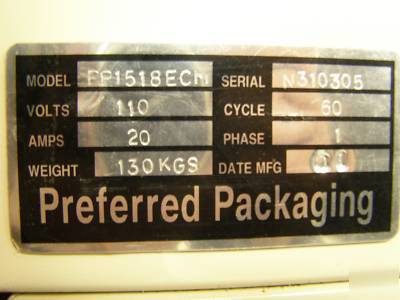 MODEL PP1518ECM SERIAL N310305
VOLTS 110 CYCLE 60
AMPS 20 PHASE 1
WEIGHT 130KGS DATE MFG
Preferred Packaging